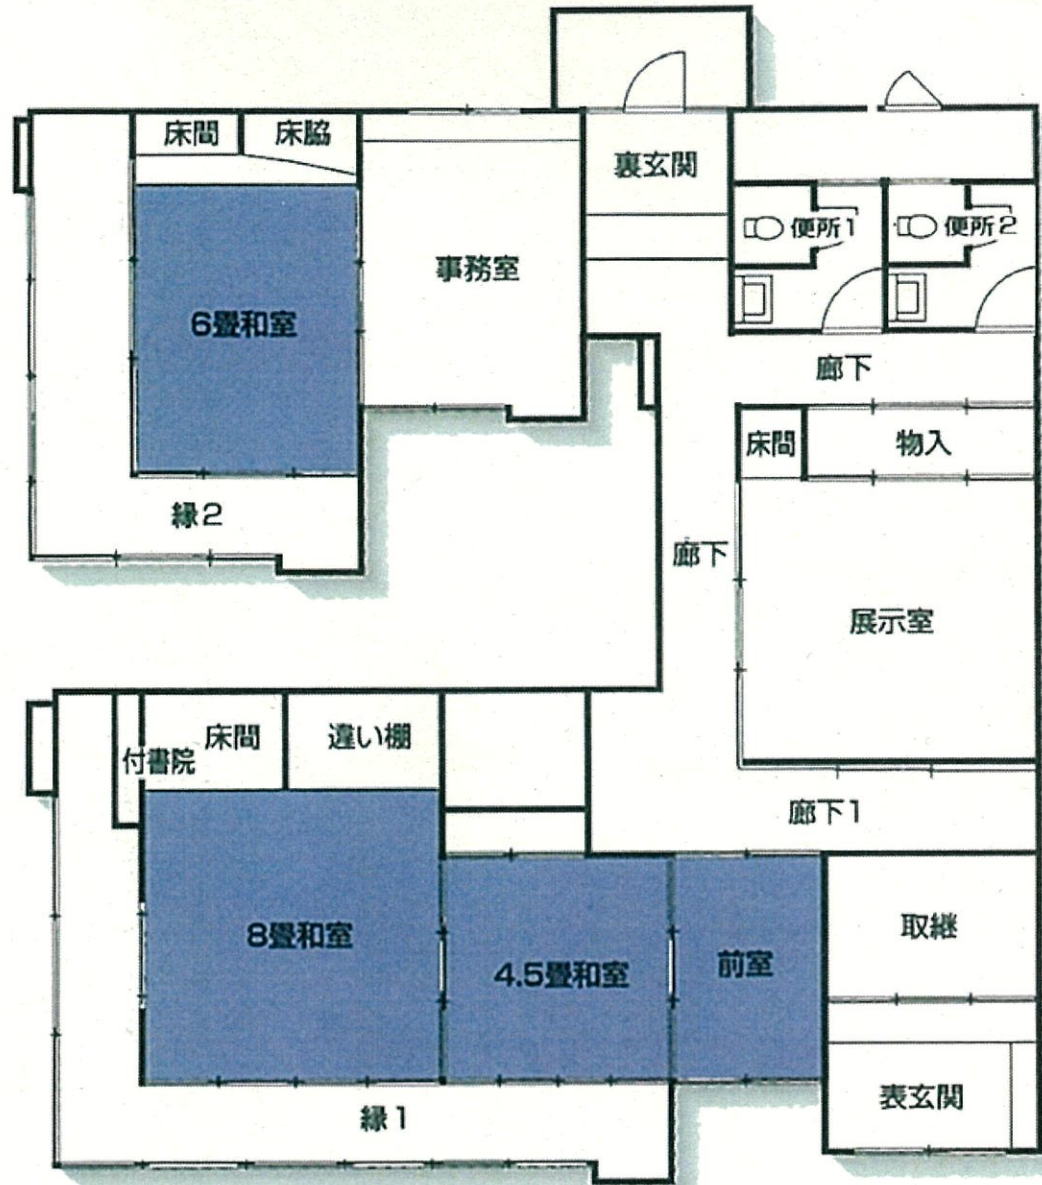 床間
床脇
裏玄関
便所1
便所2
事務室
6畳和室
廊下
床間
物入
縁2
廊下
展示室
付書院
床間
違い棚
廊下1
8畳和室
4.5畳和室
前室
取継
表玄関
縁1